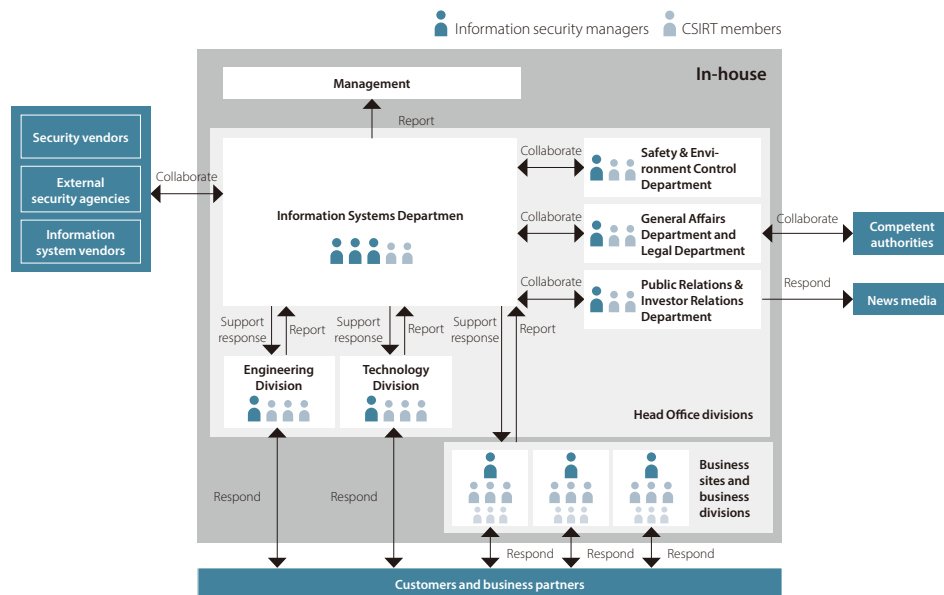 Information security managers
CSIRT members
In-house
Management
Report
Security vendors
External
security agencies
Information
system vendors
Collaborate
Information Systems Departmen
Collaborate
Safety & Envi-
ronment Control
Department
Collaborate
General Affairs
Department and
Legal Department
Collaborate
Competent
authorities
Collaborate
Public Relations &
Investor Relations
Department
Respond
News media
Support
response
Report
Support
response
Report
Support
response
Report
Engineering
Division
Technology
Division
Head Office divisions
Business
sites and
business
divisions
Respond
Respond
Respond
Respond
Respond
Customers and business partners